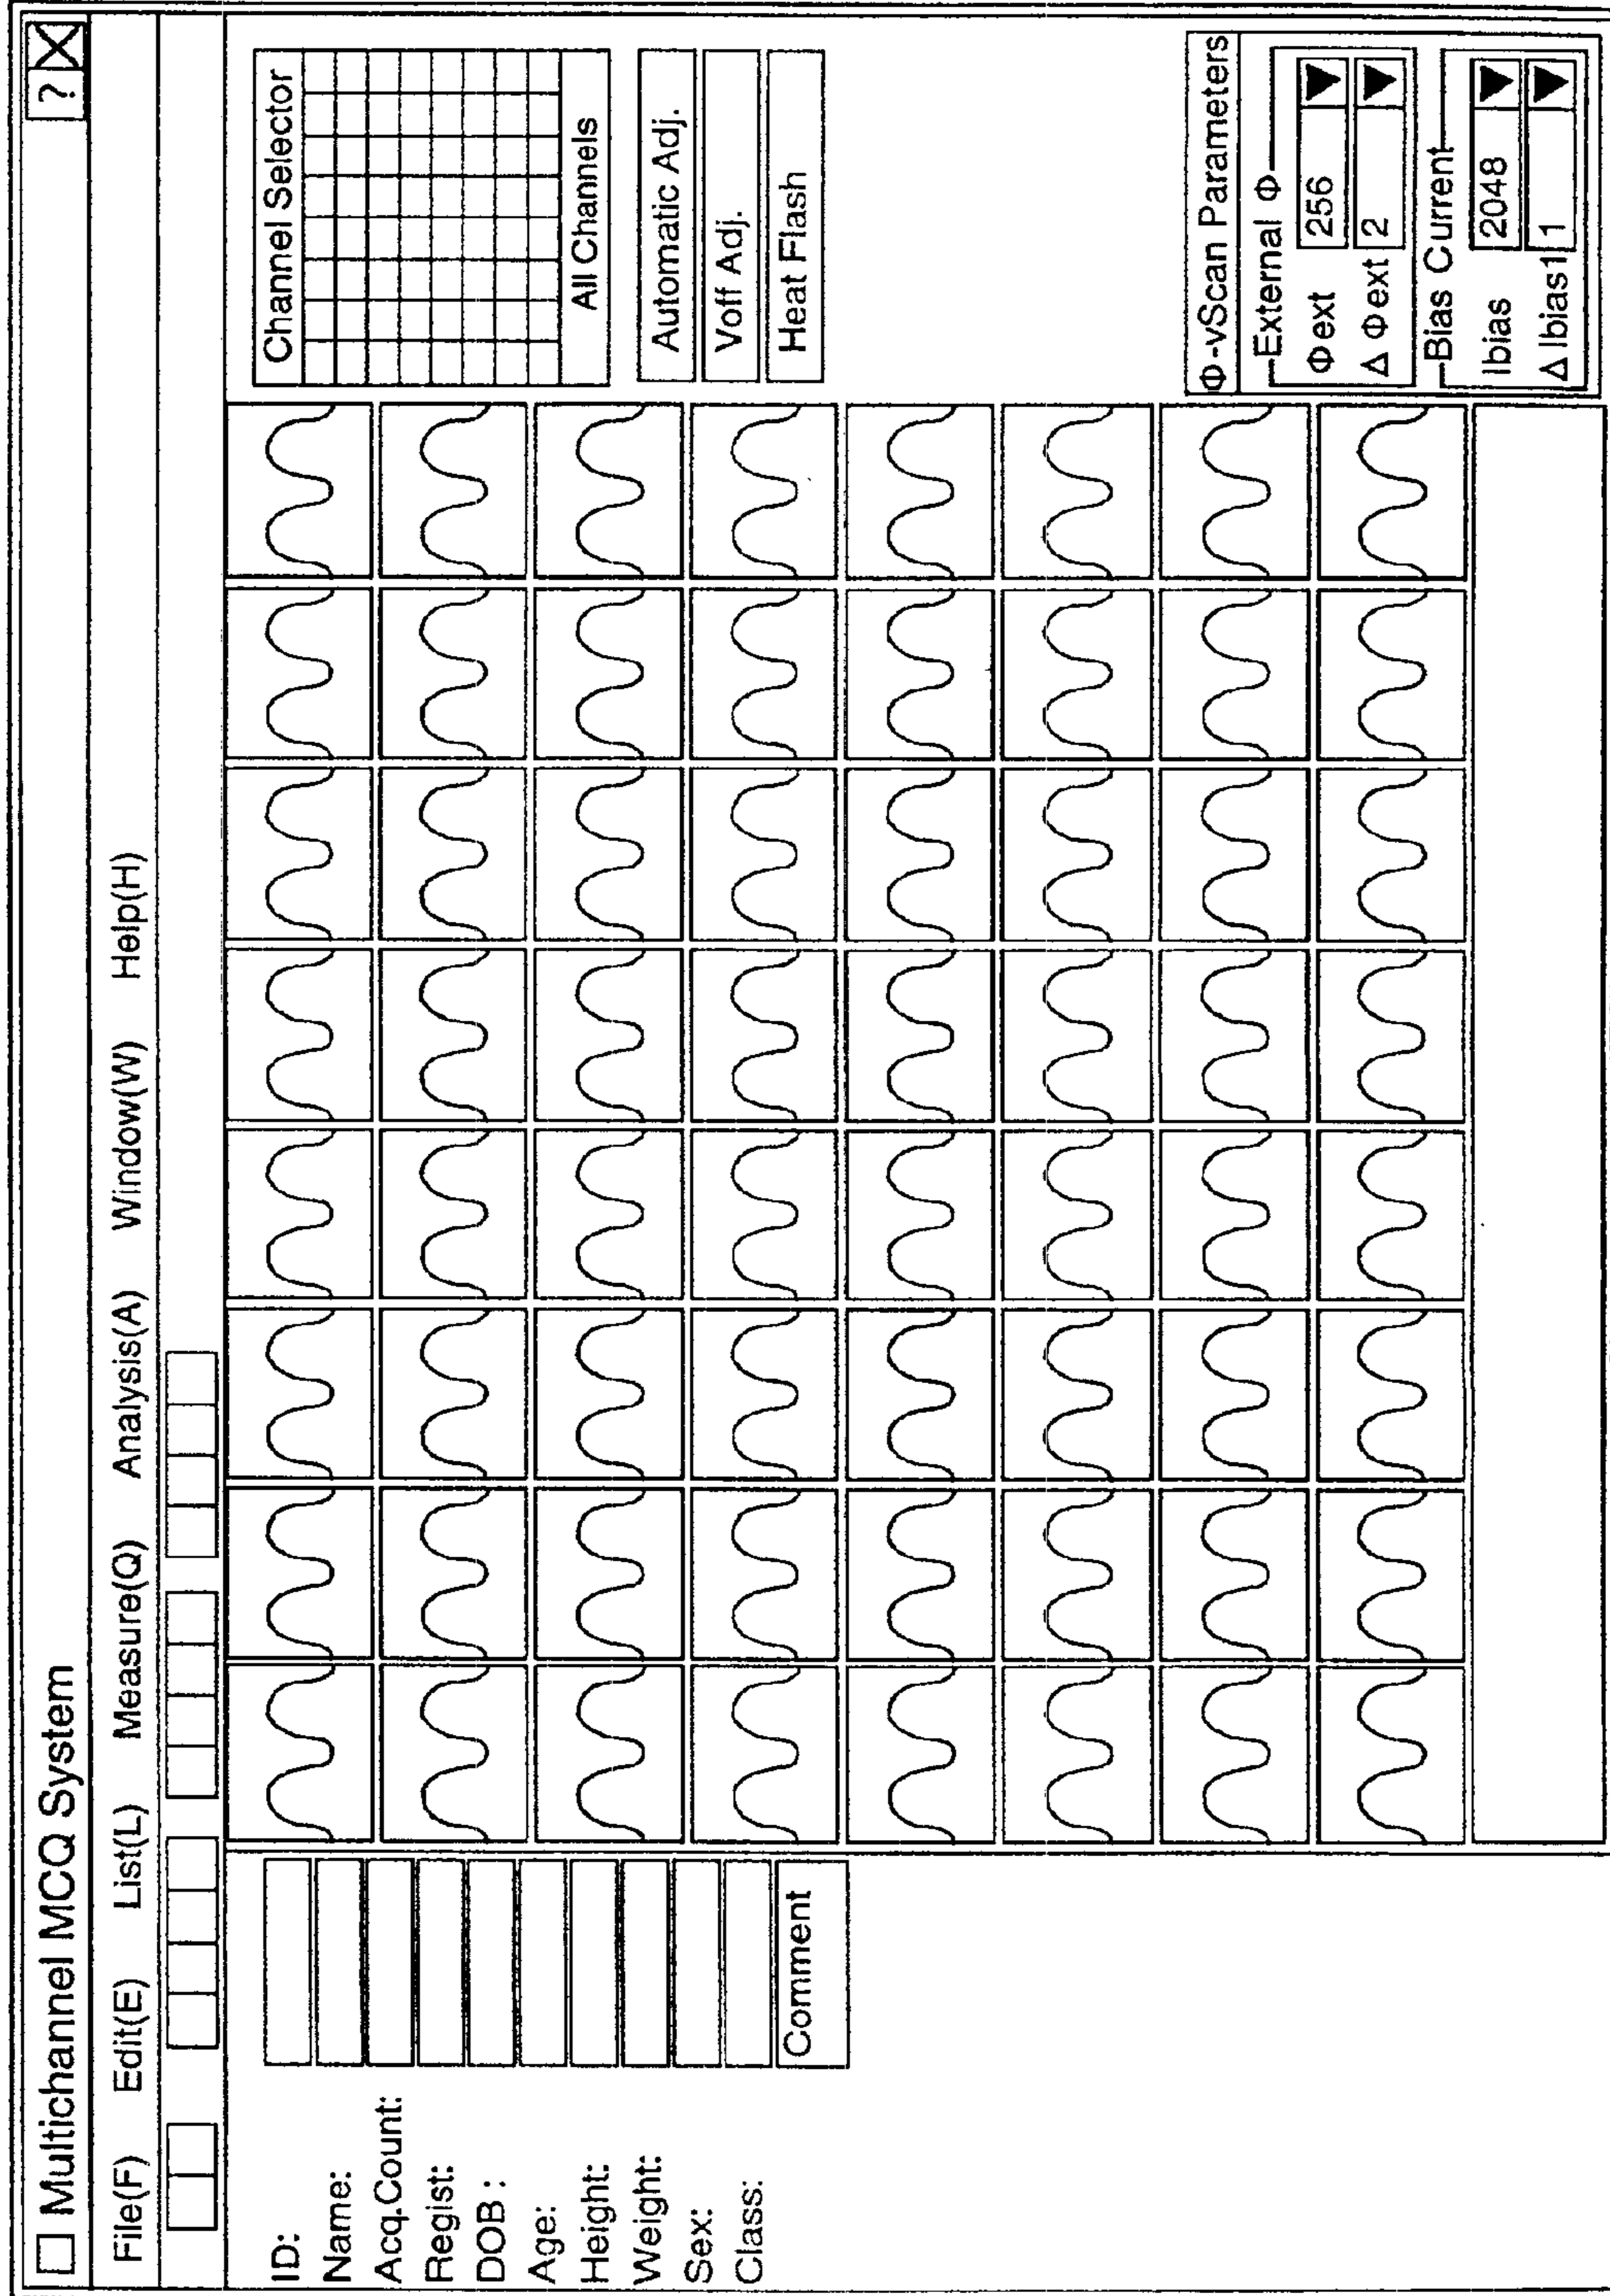 Multichannel MCQ System
? X
File(F) Edit(E) List(L) Measure(Q) Analysis(A) Window(W) Help(H)
ID:
Name:
Acq.Count:
Regist:
DOB :
Age:
Height:
Weight:
Sex:
Class:
Comment
Channel Selector
All Channels
Automatic Adj.
Voff Adj.
Heat Flash
Φ-vScan Parameters
External Φ
Φext 256
ΔΦext 2
Bias Current
Ibias 2048
ΔIbias1 1